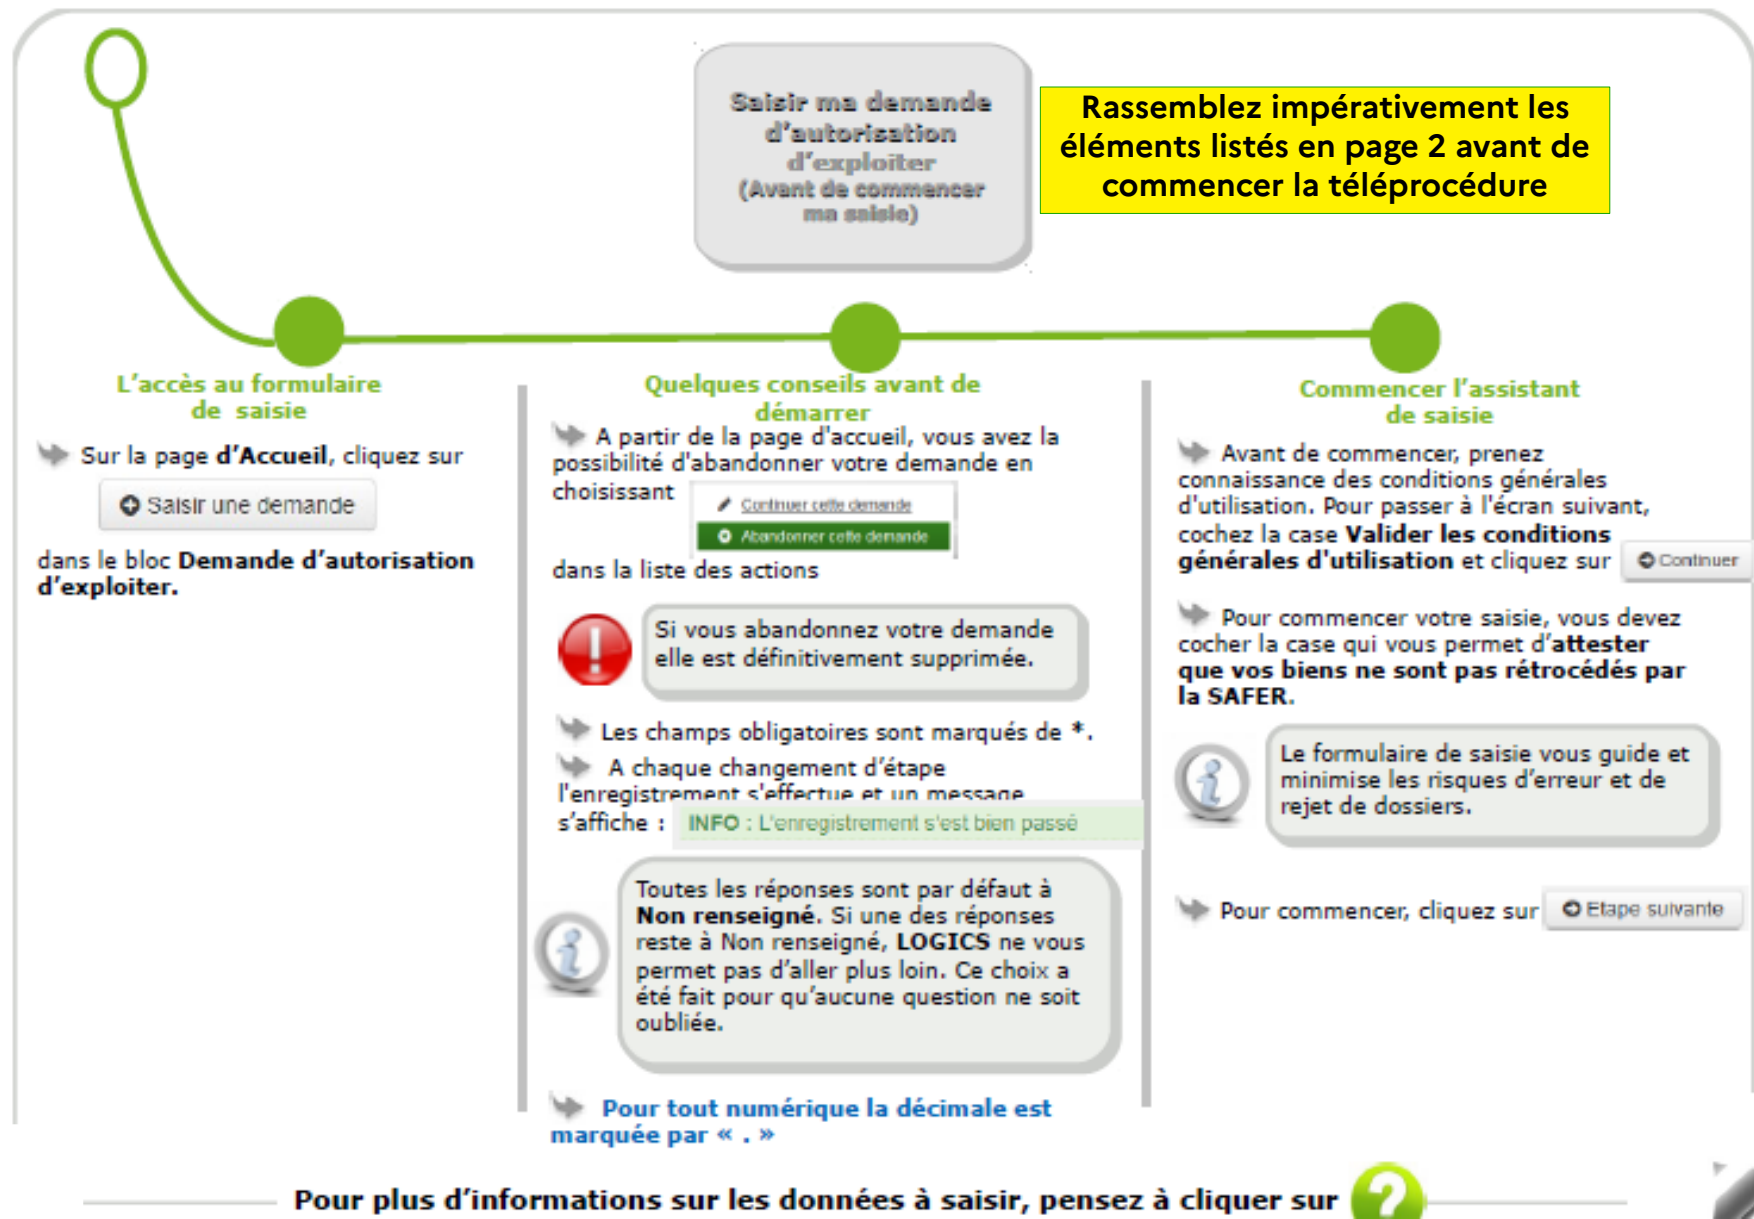 Saisir ma demande
d'autorisation
d'exploiter
(Avant de commencer
ma saisie)
Rassemblez impérativement les
éléments listés en page 2 avant de
commencer la téléprocédure
L'accès au formulaire
de saisie
Sur la page d'Accueil, cliquez sur
Saisir une demande
dans le bloc Demande d'autorisation
d'exploiter.
Quelques conseils avant de
démarrer
A partir de la page d'accueil, vous avez la
possibilité d'abandonner votre demande en
choisissant
Continuer cette demande
Abandonner cette demande
dans la liste des actions
Si vous abandonnez votre demande
elle est définitivement supprimée.
Les champs obligatoires sont marqués de *.
A chaque changement d'étape
l'enregistrement s'effectue et un message
s'affiche : INFO : L'enregistrement s'est bien passé
Toutes les réponses sont par défaut à
Non renseigné. Si une des réponses
reste à Non renseigné, LOGICS ne vous
permet pas d'aller plus loin. Ce choix a
été fait pour qu'aucune question ne soit
oubliée.
Pour tout numérique la décimale est
marquée par « . »
Commencer l'assistant
de saisie
Avant de commencer, prenez
connaissance des conditions générales
d'utilisation. Pour passer à l'écran suivant,
cochez la case Valider les conditions
générales d'utilisation et cliquez sur Continuer
Pour commencer votre saisie, vous devez
cocher la case qui vous permet d'attester
que vos biens ne sont pas rétrocédés par
la SAFER.
Le formulaire de saisie vous guide et
minimise les risques d'erreur et de
rejet de dossiers.
Pour commencer, cliquez sur Etape suivante
Pour plus d'informations sur les données à saisir, pensez à cliquer sur ?